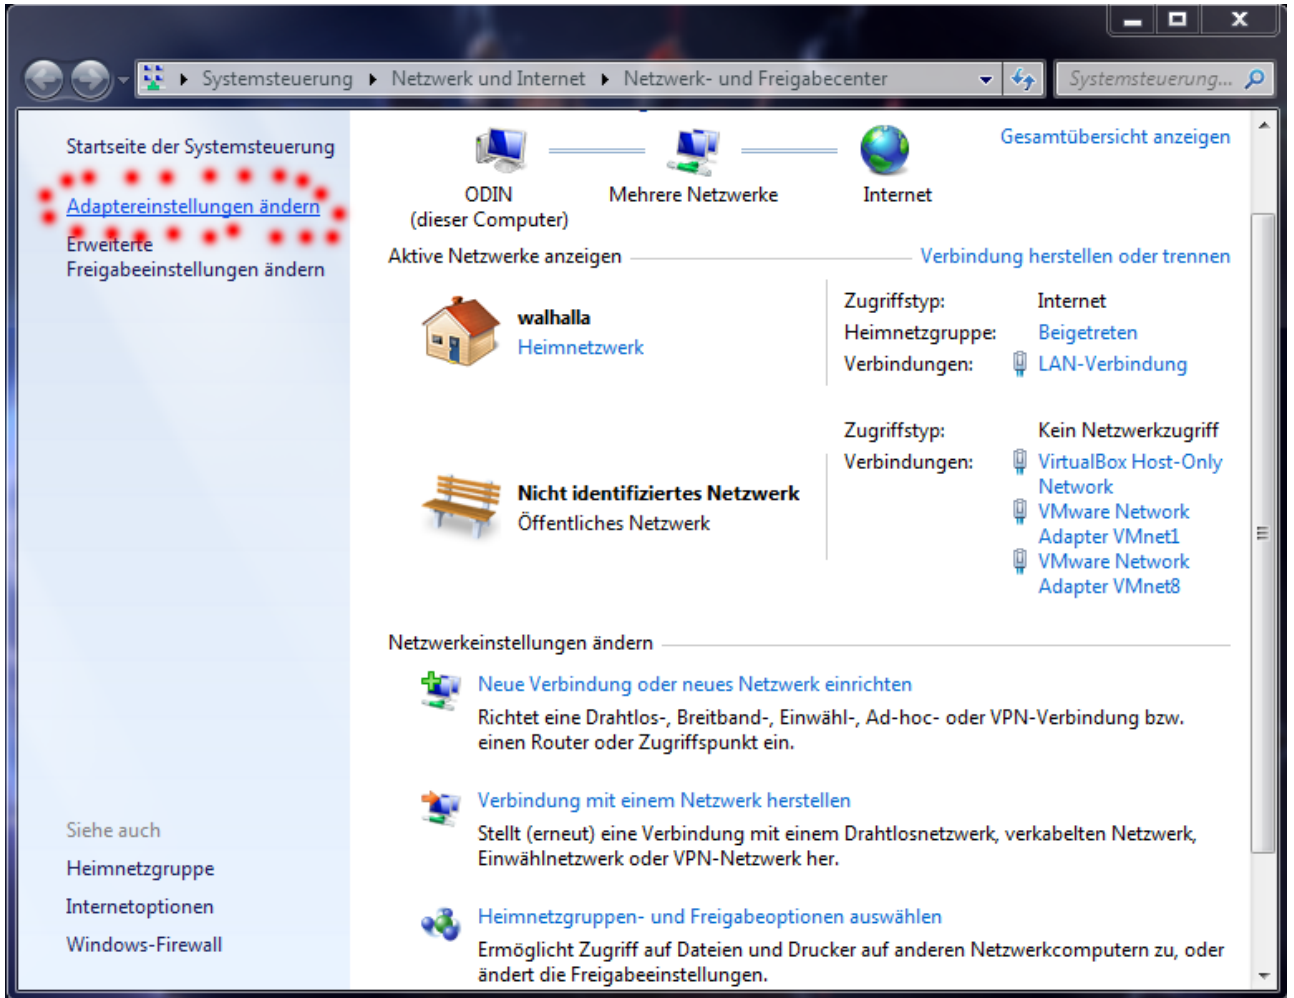 Systemsteuerung ▸ Netzwerk und Internet ▸ Netzwerk- und Freigabecenter
Systemsteuerung...
Startseite der Systemsteuerung
Adaptereinstellungen ändern
Erweiterte
Freigabeeinstellungen ändern
Siehe auch
Heimnetzgruppe
Internetoptionen
Windows-Firewall
Gesamtübersicht anzeigen
ODIN
(dieser Computer)
Mehrere Netzwerke
Internet
Aktive Netzwerke anzeigen
Verbindung herstellen oder trennen
walhalla
Heimnetzwerk
Zugriffstyp: Internet
Heimnetzgruppe: Beigetreten
Verbindungen: LAN-Verbindung
Nicht identifiziertes Netzwerk
Öffentliches Netzwerk
Zugriffstyp: Kein Netzwerkzugriff
Verbindungen: VirtualBox Host-Only
Network
VMware Network
Adapter VMnet1
VMware Network
Adapter VMnet8
Netzwerkeinstellungen ändern
Neue Verbindung oder neues Netzwerk einrichten
Richtet eine Drahtlos-, Breitband-, Einwähl-, Ad-hoc- oder VPN-Verbindung bzw.
einen Router oder Zugriffspunkt ein.
Verbindung mit einem Netzwerk herstellen
Stellt (erneut) eine Verbindung mit einem Drahtlosnetzwerk, verkabelten Netzwerk,
Einwählnetzwerk oder VPN-Netzwerk her.
Heimnetzgruppen- und Freigabeoptionen auswählen
Ermöglicht Zugriff auf Dateien und Drucker auf anderen Netzwerkcomputern zu, oder
ändert die Freigabeeinstellungen.